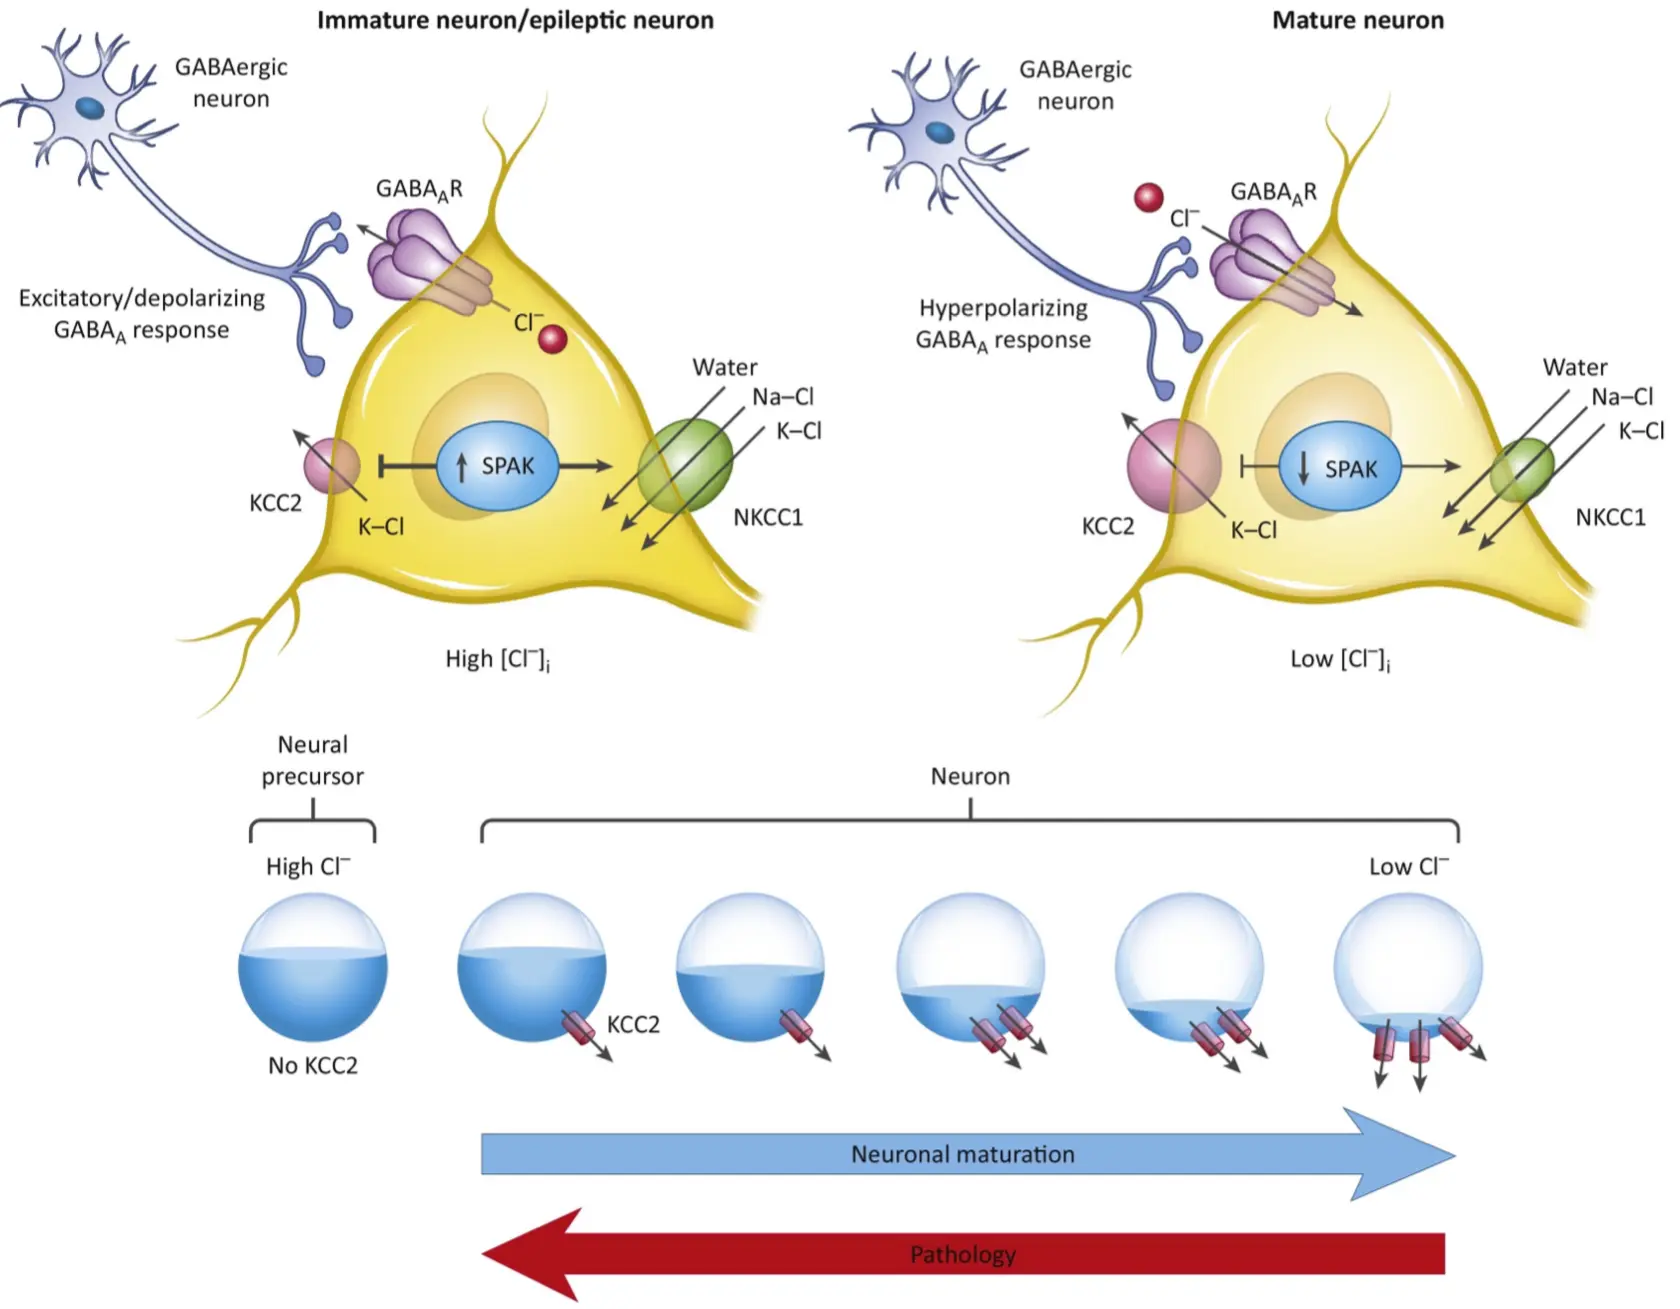 Immature neuron/epileptic neuron
GABAergic
neuron
GABA_AR
Excitatory/depolarizing
GABA_A response
Cl⁻
Water
Na–Cl
K–Cl
↑ SPAK
KCC2
K–Cl
NKCC1
High [Cl⁻]ᵢ
Mature neuron
GABAergic
neuron
GABA_AR
Cl⁻
Hyperpolarizing
GABA_A response
Water
Na–Cl
K–Cl
↓ SPAK
KCC2
K–Cl
NKCC1
Low [Cl⁻]ᵢ
Neural
precursor
Neuron
High Cl⁻
Low Cl⁻
KCC2
No KCC2
Neuronal maturation
Pathology